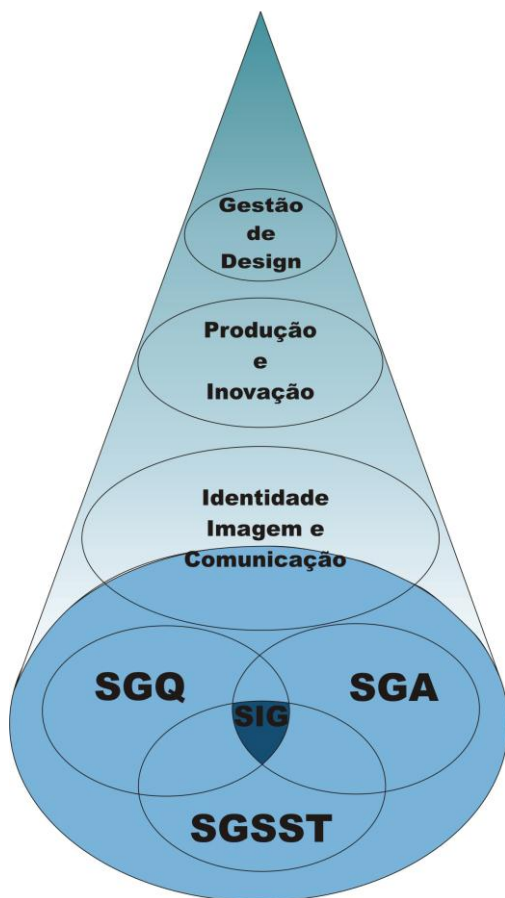 Gestão
de
Design
Produção
e
Inovação
Identidade
Imagem e
Comunicação
SGQ
SGA
SIG
SGSST